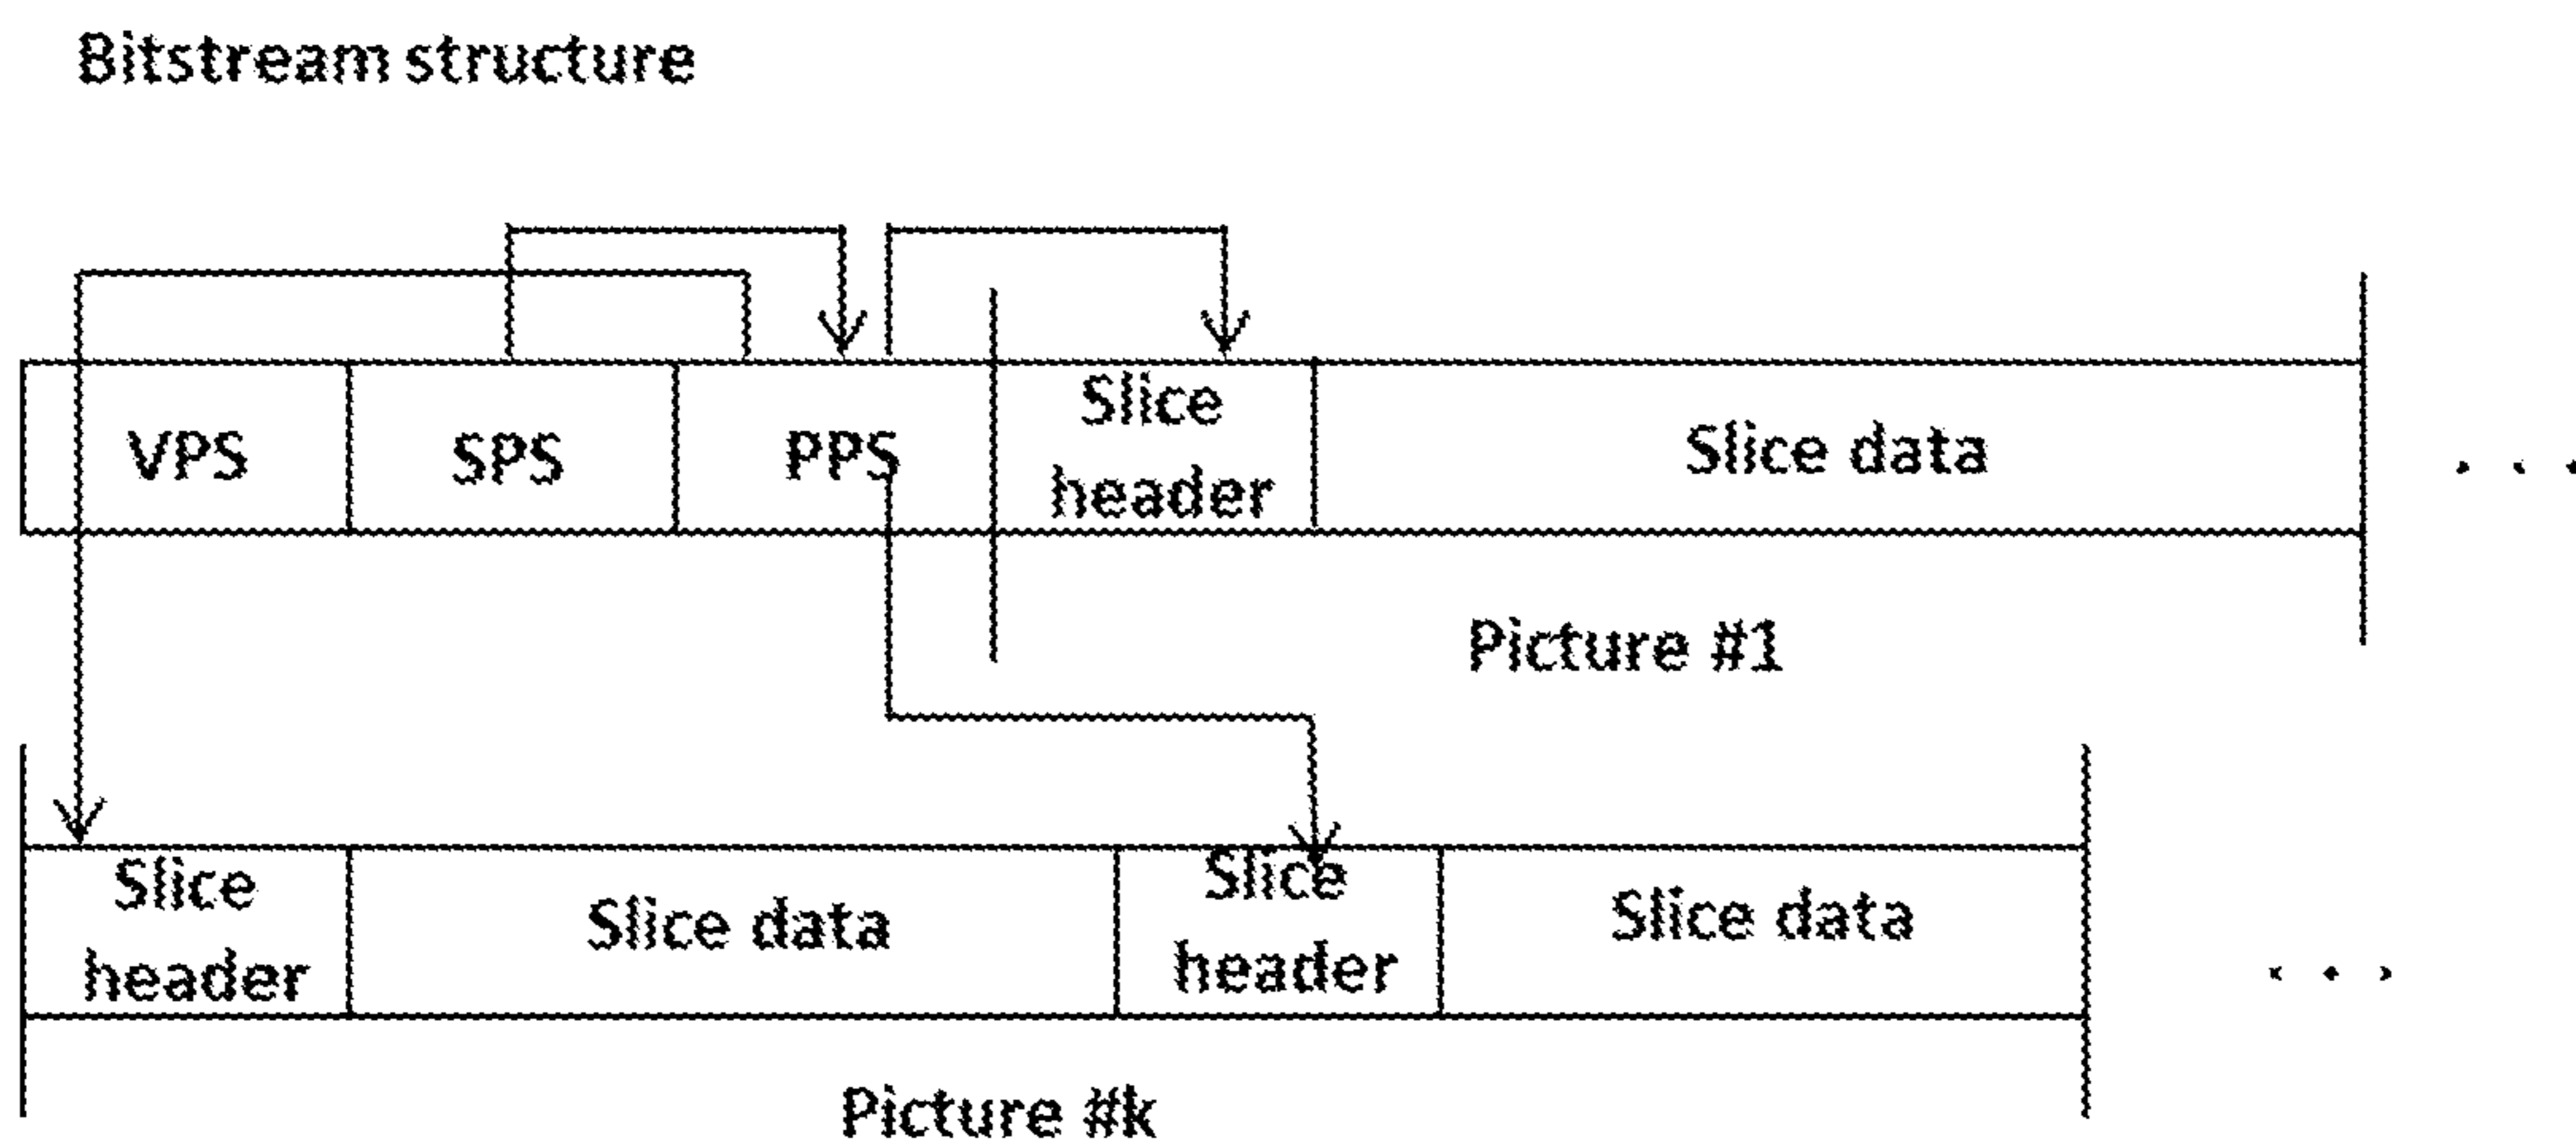 Bitstream structure
VPS
SPS
PPS
Slice
header
Slice data
. . .
Picture #1
Slice
header
Slice data
Slice
header
Slice data
. . .
Picture #k